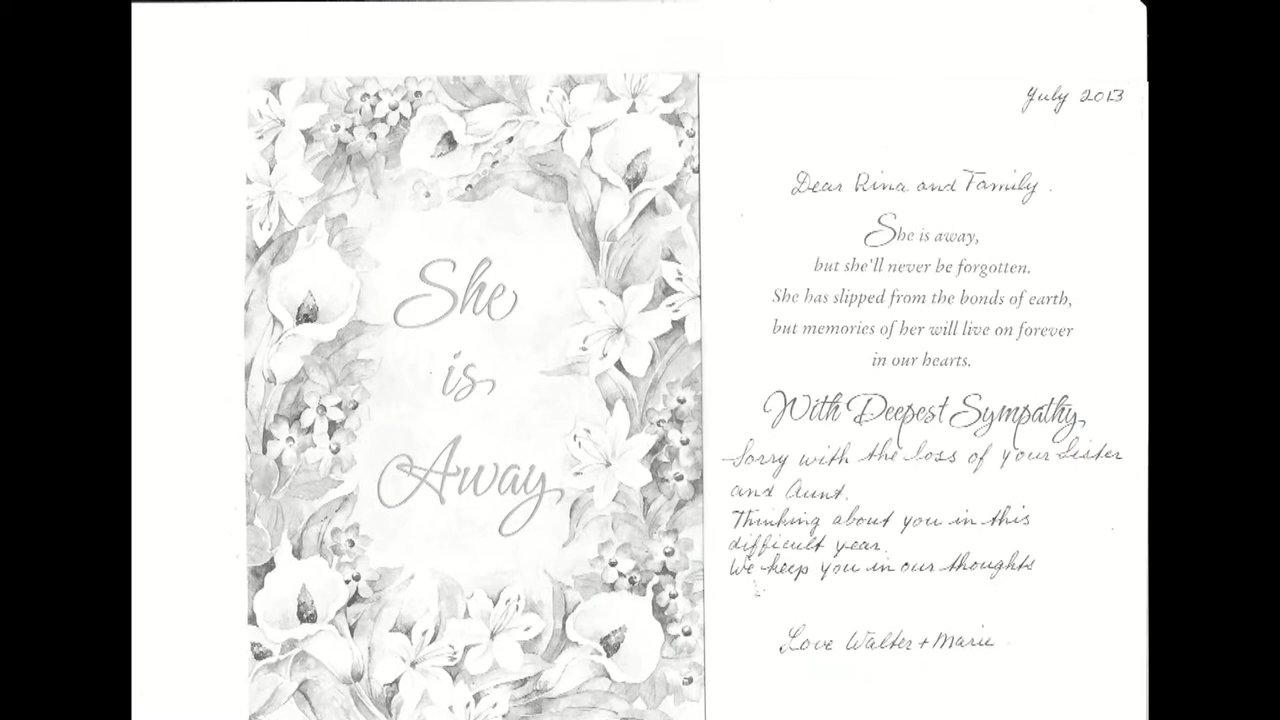 She
is
Away
July 2013
Dear Rina and Family.
She is away,
but she'll never be forgotten.
She has slipped from the bonds of earth,
but memories of her will live on forever
in our hearts.
With Deepest Sympathy,
Sorry with the loss of your Sister
and Aunt.
Thinking about you in this
difficult year.
We keep you in our thoughts
Love Walter + Marie